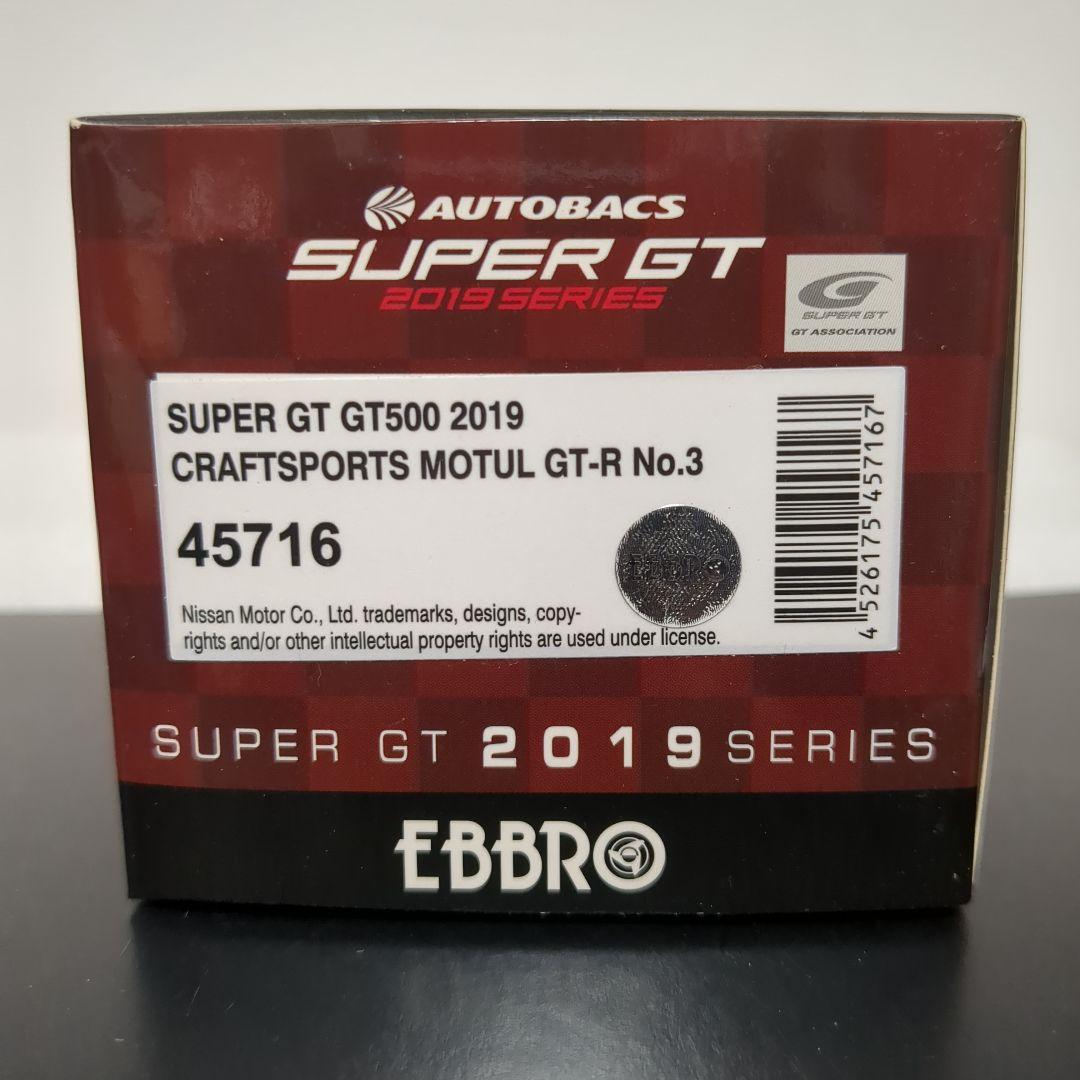 AUTOBACS
SUPER GT
2019 SERIES
SUPER GT
GT ASSOCIATION
SUPER GT GT500 2019
CRAFTSPORTS MOTUL GT-R No.3
45716
EBBRO
Nissan Motor Co., Ltd. trademarks, designs, copy-
rights and/or other intellectual property rights are used under license.
4 526175 457167
SUPER GT 2019 SERIES
EBBRO